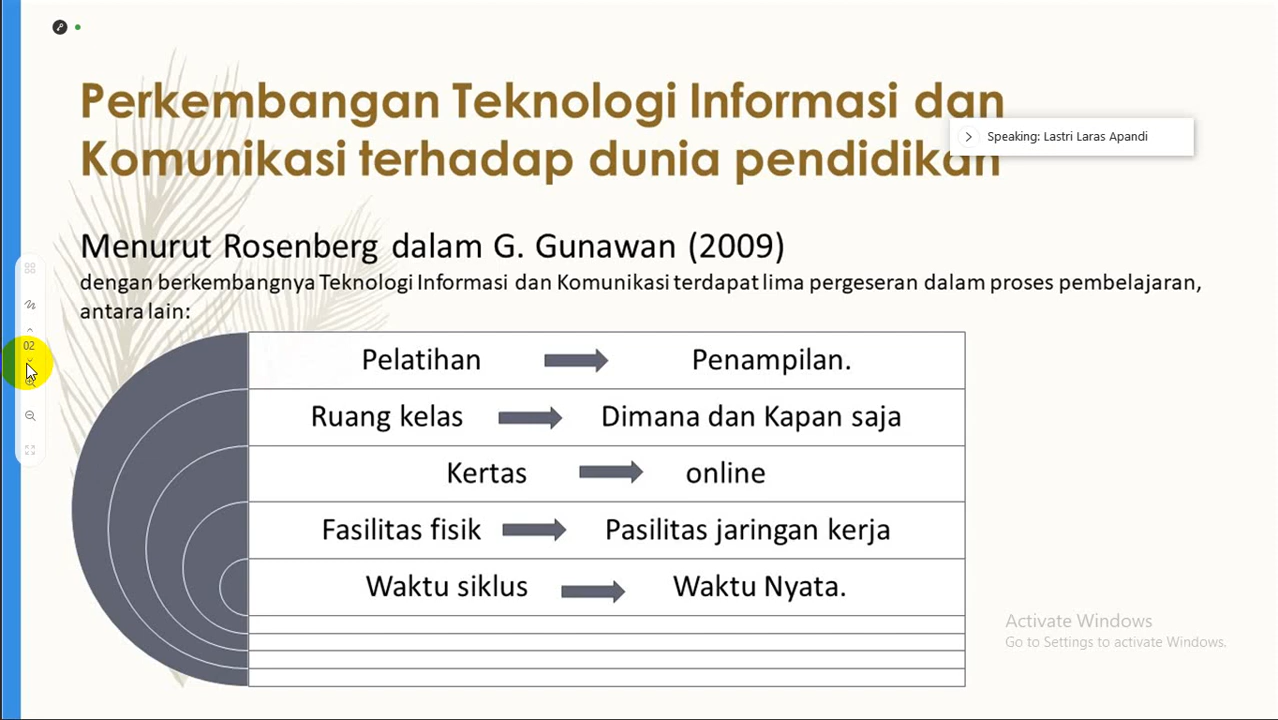 Perkembangan Teknologi Informasi dan
Komunikasi terhadap dunia pendidikan
Speaking: Lastri Laras Apandi
Menurut Rosenberg dalam G. Gunawan (2009)
dengan berkembangnya Teknologi Informasi dan Komunikasi terdapat lima pergeseran dalam proses pembelajaran,
antara lain:
02
Pelatihan Penampilan.
Ruang kelas Dimana dan Kapan saja
Kertas online
Fasilitas fisik Pasilitas jaringan kerja
Waktu siklus Waktu Nyata.
Activate Windows
Go to Settings to activate Windows.